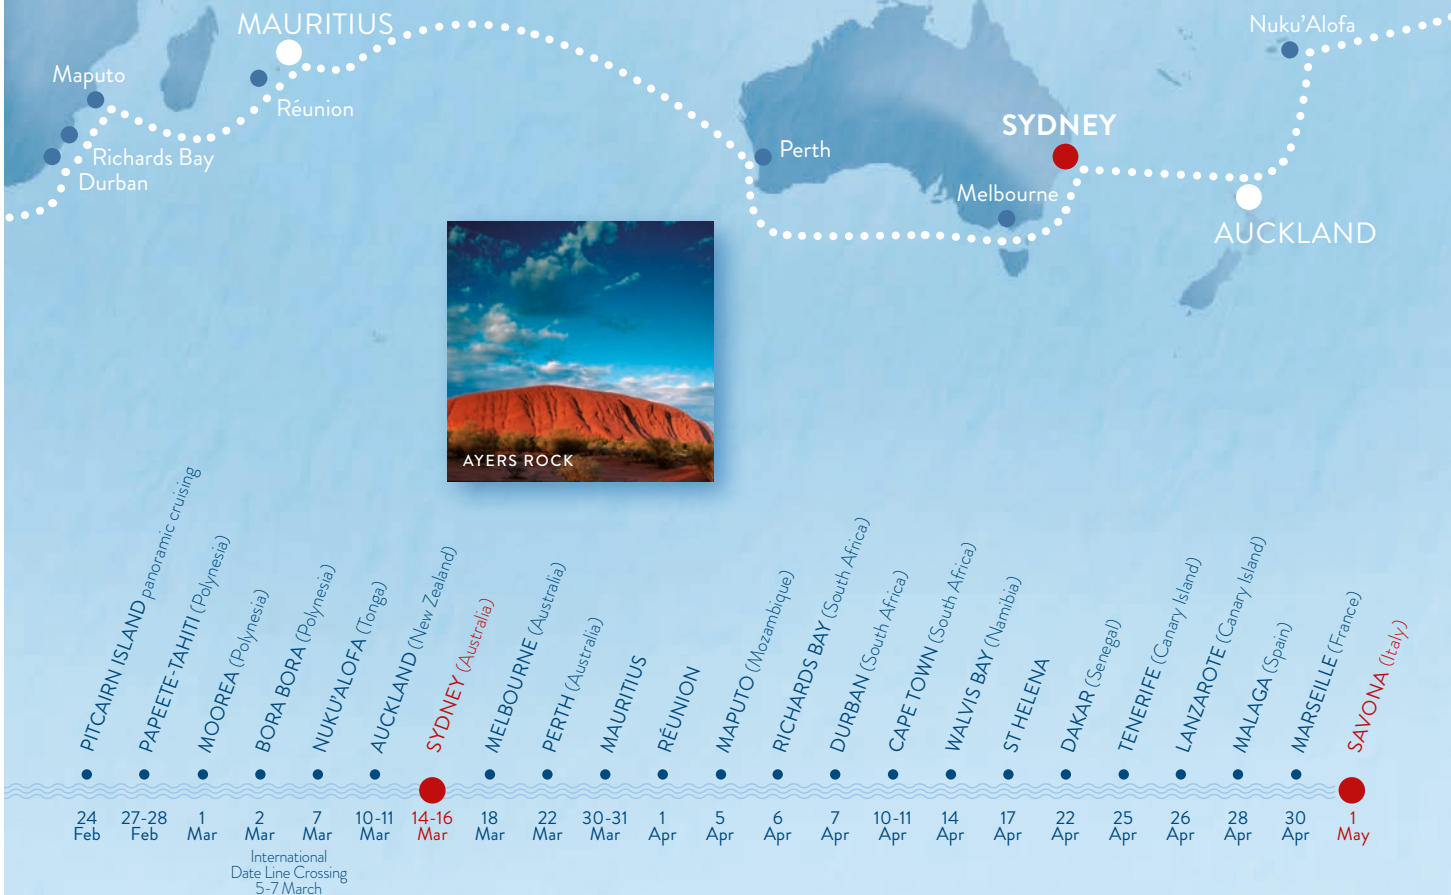 MAURITIUS
Nuku'Alofa
Maputo
Réunion
SYDNEY
Richards Bay
Perth
Durban
Melbourne
AUCKLAND
AYERS ROCK
PITCAIRN ISLAND panoramic cruising
PAPEETE-TAHITI (Polynesia)
MOOREA (Polynesia)
BORA BORA (Polynesia)
NUKU'ALOFA (Tonga)
AUCKLAND (New Zealand)
SYDNEY (Australia)
MELBOURNE (Australia)
PERTH (Australia)
MAURITIUS
RÉUNION
MAPUTO (Mozambique)
RICHARDS BAY (South Africa)
DURBAN (South Africa)
CAPE TOWN (South Africa)
WALVIS BAY (Namibia)
ST HELENA
DAKAR (Senegal)
TENERIFE (Canary Island)
LANZAROTE (Canary Island)
MALAGA (Spain)
MARSEILLE (France)
SAVONA (Italy)
24
Feb
27-28
Feb
1
Mar
2
Mar
7
Mar
10-11
Mar
14-16
Mar
18
Mar
22
Mar
30-31
Mar
1
Apr
5
Apr
6
Apr
7
Apr
10-11
Apr
14
Apr
17
Apr
22
Apr
25
Apr
26
Apr
28
Apr
30
Apr
1
May
International
Date Line Crossing
5-7 March